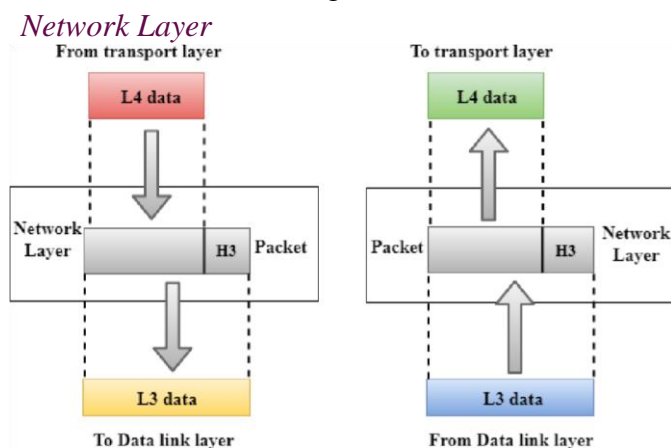 Network Layer
From transport layer
To transport layer
L4 data
L4 data
Network
Layer
H3
Packet
Packet
H3
Network
Layer
L3 data
L3 data
To Data link layer
From Data link layer